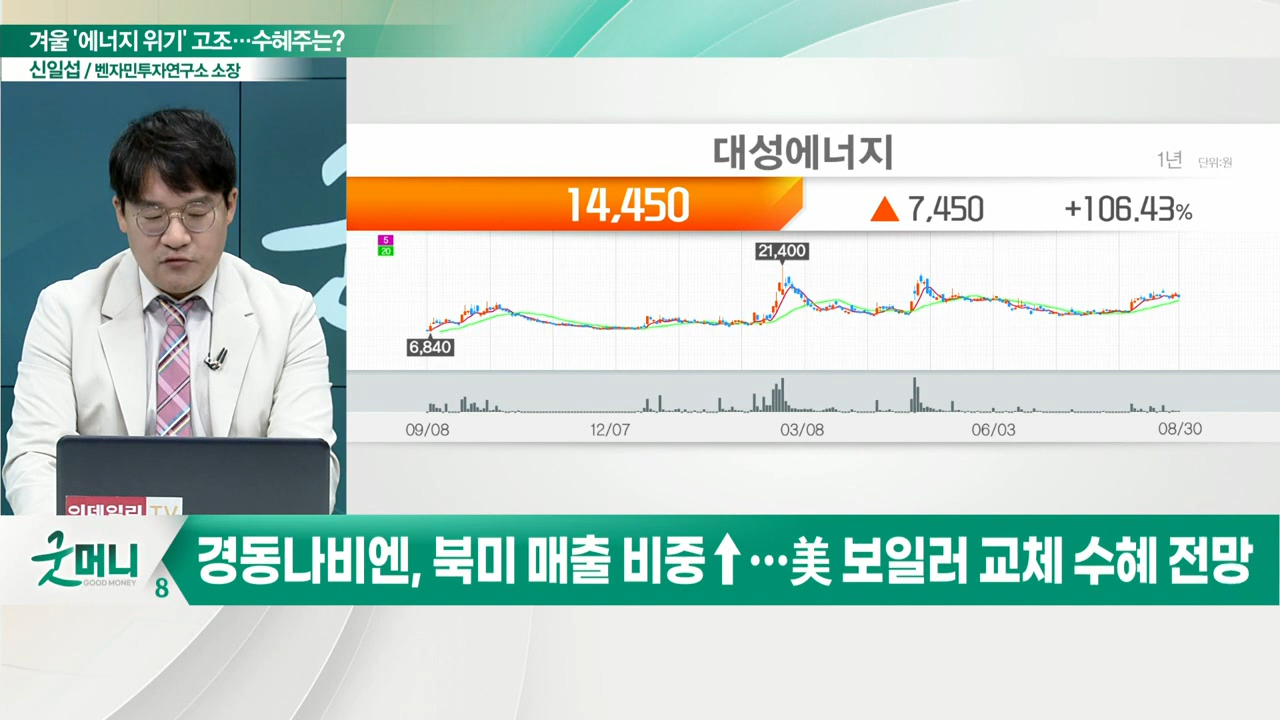 겨울 '에너지 위기' 고조…수혜주는?
신일섭 / 벤자민투자연구소 소장
대성에너지
1년 단위:원
14,450 ▲ 7,450 +106.43%
5
20
21,400
6,840
09/08 12/07 03/08 06/03 08/30
이데일리 TV
굿머니
GOOD MONEY
8
경동나비엔, 북미 매출 비중↑…美 보일러 교체 수혜 전망